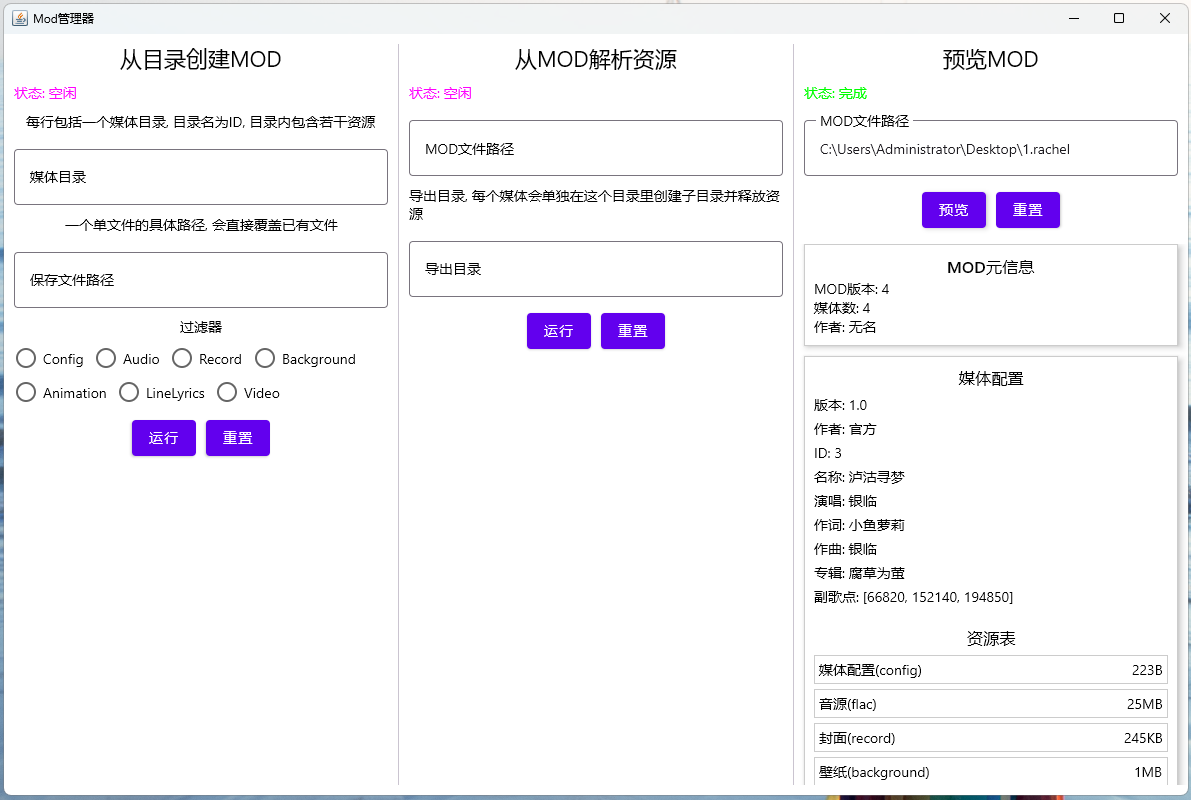 Mod管理器
从目录创建MOD
状态: 空闲
每行包括一个媒体目录, 目录名为ID, 目录内包含若干资源
媒体目录
一个单文件的具体路径, 会直接覆盖已有文件
保存文件路径
过滤器
Config Audio Record Background
Animation LineLyrics Video
运行 重置
从MOD解析资源
状态: 空闲
MOD文件路径
导出目录, 每个媒体会单独在这个目录里创建子目录并释放资
源
导出目录
运行 重置
预览MOD
状态: 完成
MOD文件路径
C:\Users\Administrator\Desktop\1.rachel
预览 重置
MOD元信息
MOD版本: 4
媒体数: 4
作者: 无名
媒体配置
版本: 1.0
作者: 官方
ID: 3
名称: 泸沽寻梦
演唱: 银临
作词: 小鱼萝莉
作曲: 银临
专辑: 腐草为萤
副歌点: [66820, 152140, 194850]
资源表
媒体配置(config) 223B
音源(flac) 25MB
封面(record) 245KB
壁纸(background) 1MB